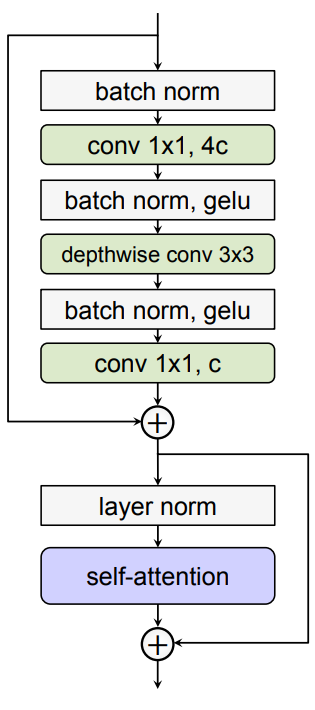 batch norm
conv 1x1, 4c
batch norm, gelu
depthwise conv 3x3
batch norm, gelu
conv 1x1, c
+
layer norm
self-attention
+